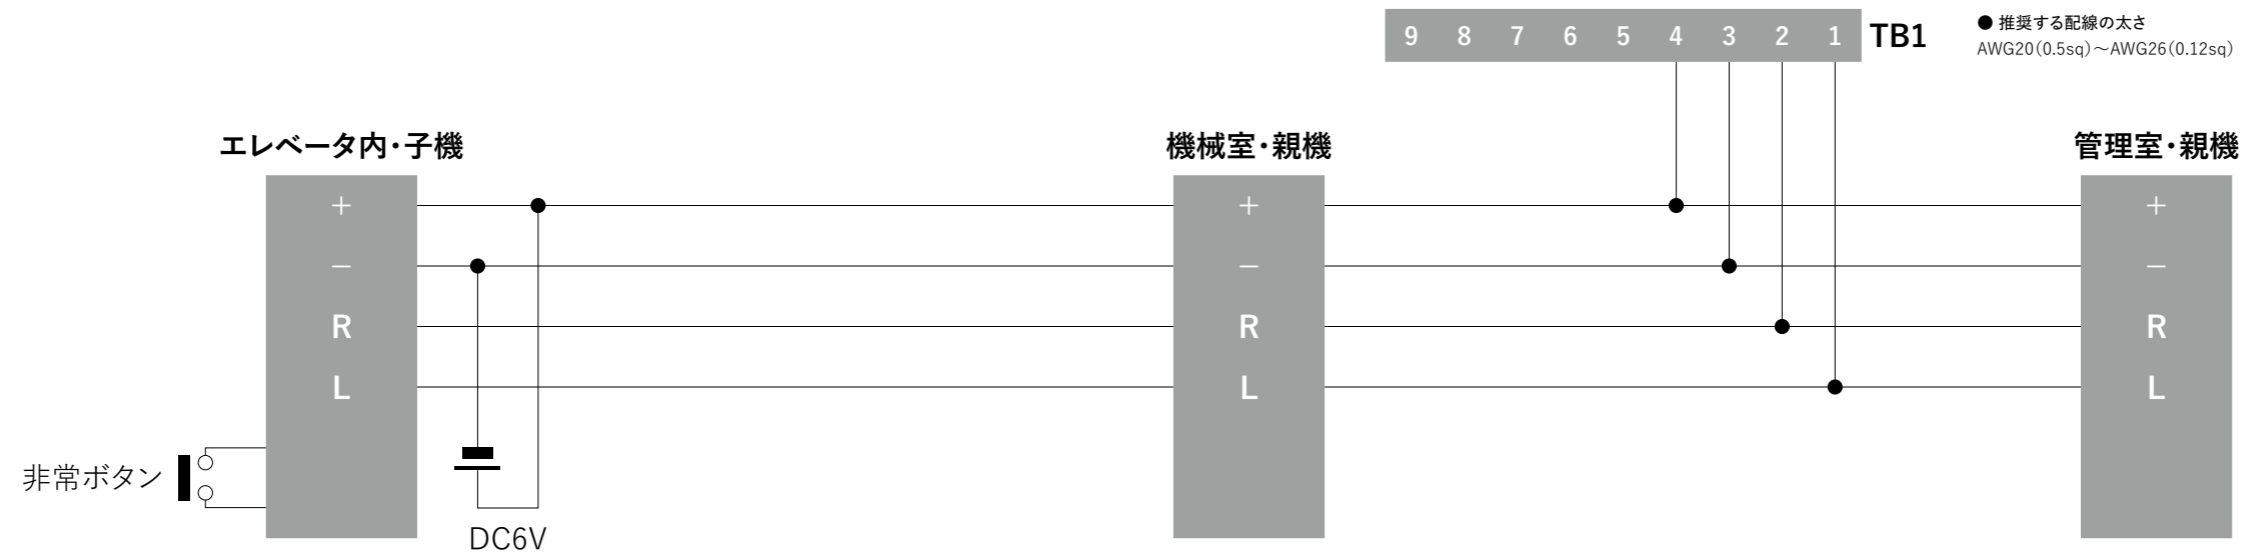 9 8 7 6 5 4 3 2 1 TB1
● 推奨する配線の太さ
AWG20(0.5sq)～AWG26(0.12sq)
エレベータ内・子機
機械室・親機
管理室・親機
+ + +
− − −
R R R
L L L
非常ボタン
DC6V